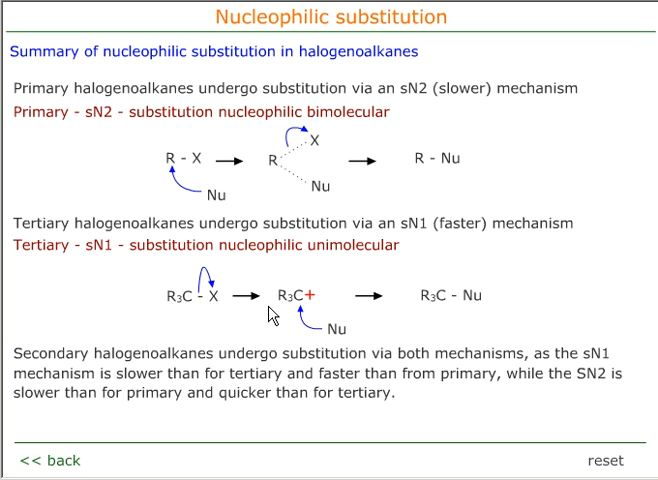 Nucleophilic substitution
Summary of nucleophilic substitution in halogenoalkanes
Primary halogenoalkanes undergo substitution via an sN2 (slower) mechanism
Primary - sN2 - substitution nucleophilic bimolecular
X
R - X
R
R - Nu
Nu
Nu
Tertiary halogenoalkanes undergo substitution via an sN1 (faster) mechanism
Tertiary - sN1 - substitution nucleophilic unimolecular
R₃C - X
R₃C+
R₃C - Nu
Nu
Secondary halogenoalkanes undergo substitution via both mechanisms, as the sN1
mechanism is slower than for tertiary and faster than from primary, while the SN2 is
slower than for primary and quicker than for tertiary.
<< back
reset